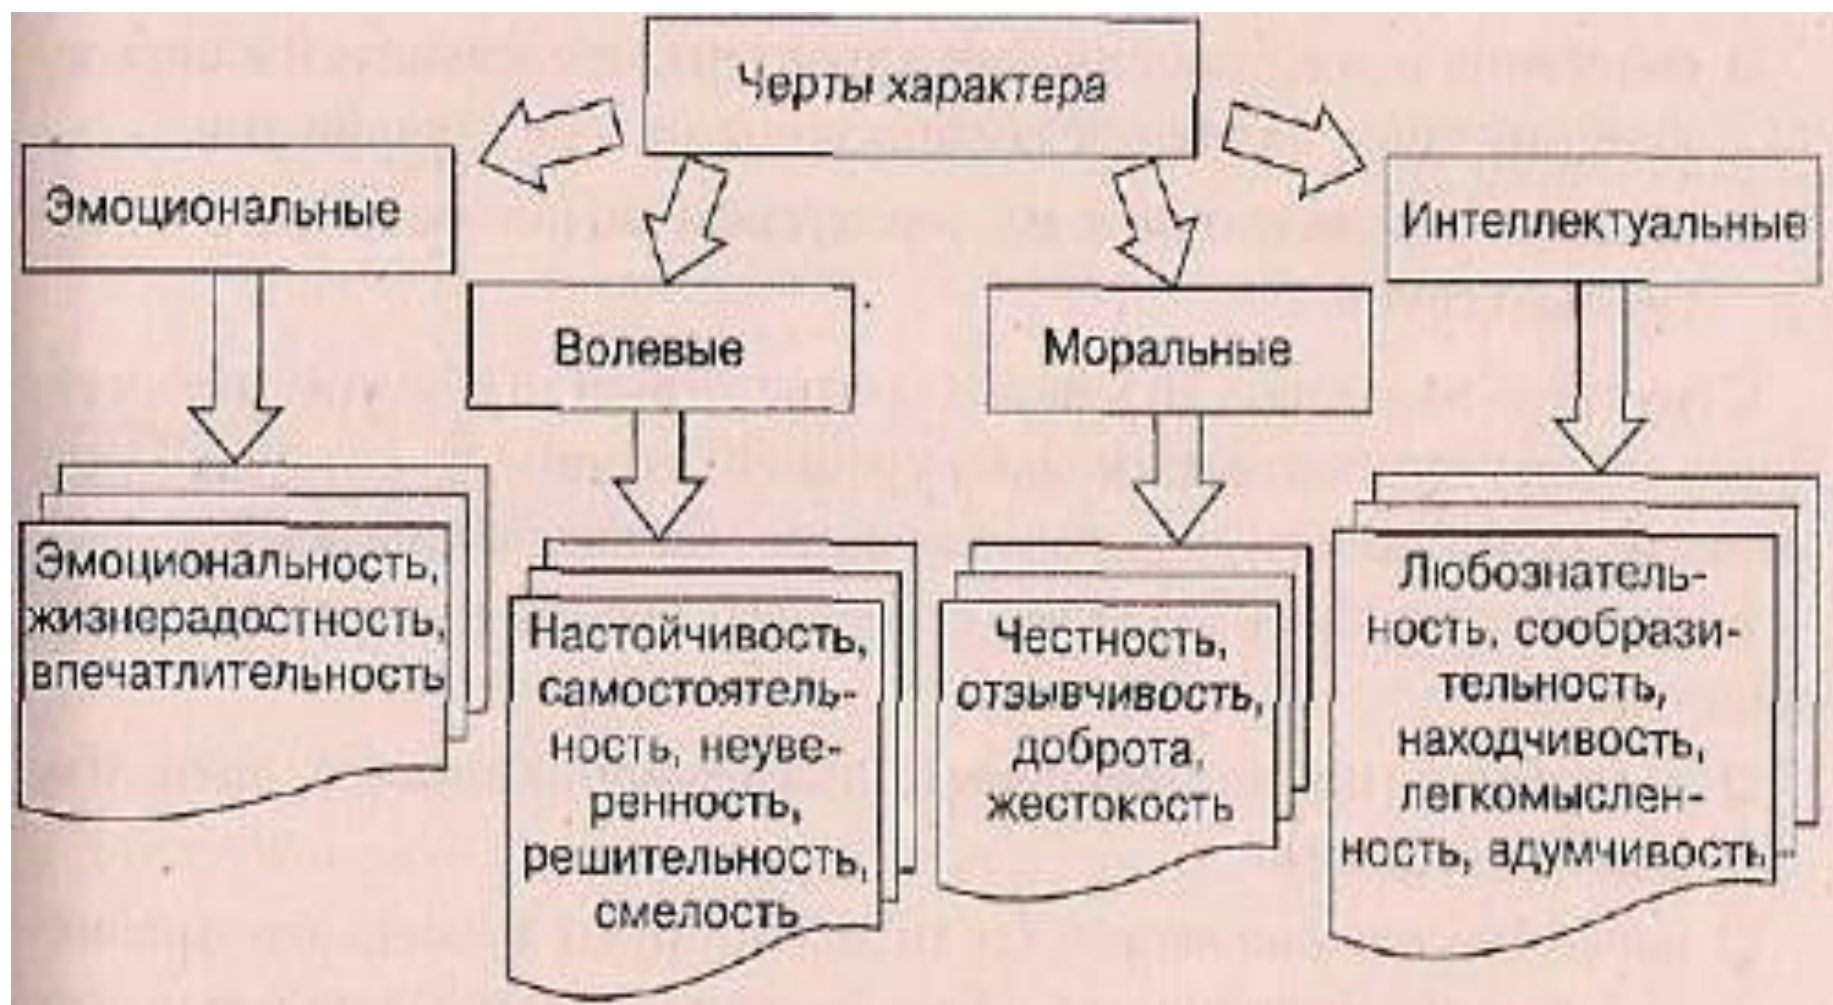 Черты характера
Эмоциональные
Волевые
Моральные
Интеллектуальные
Эмоциональность,
жизнерадостность,
впечатлительность
Настойчивость,
самостоятель-
ность, неуве-
ренность,
решительность,
смелость
Честность,
отзывчивость,
доброта,
жестокость
Любознатель-
ность, сообрази-
тельность,
находчивость,
легкомыслен-
ность, вдумчивость